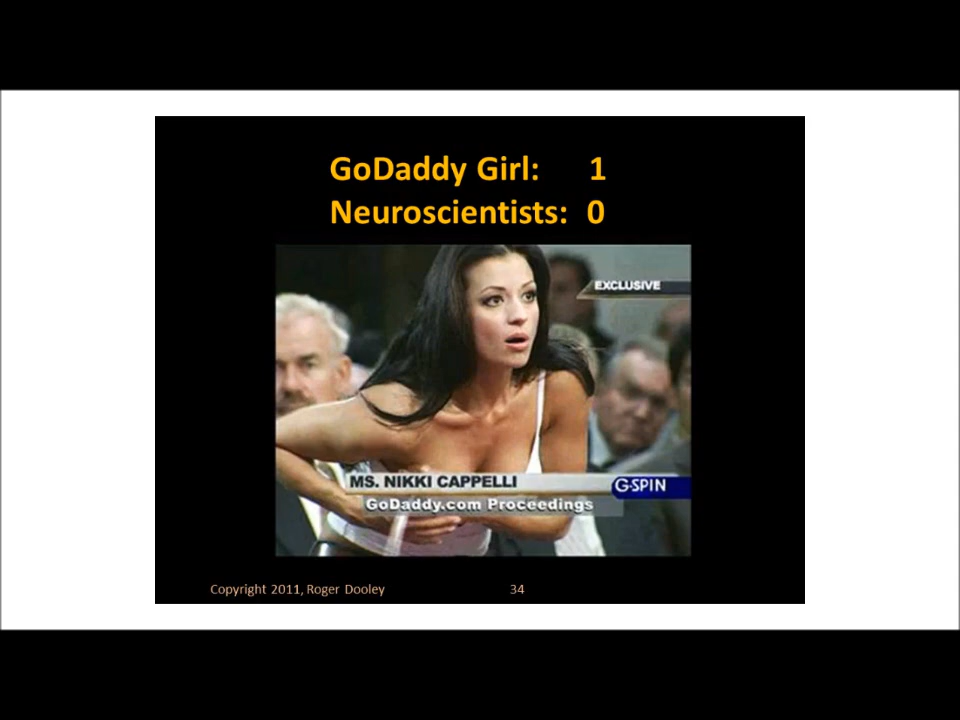 GoDaddy Girl: 1
Neuroscientists: 0
EXCLUSIVE
MS. NIKKI CAPPELLI
G-SPIN
GoDaddy.com Proceedings
Copyright 2011, Roger Dooley
34